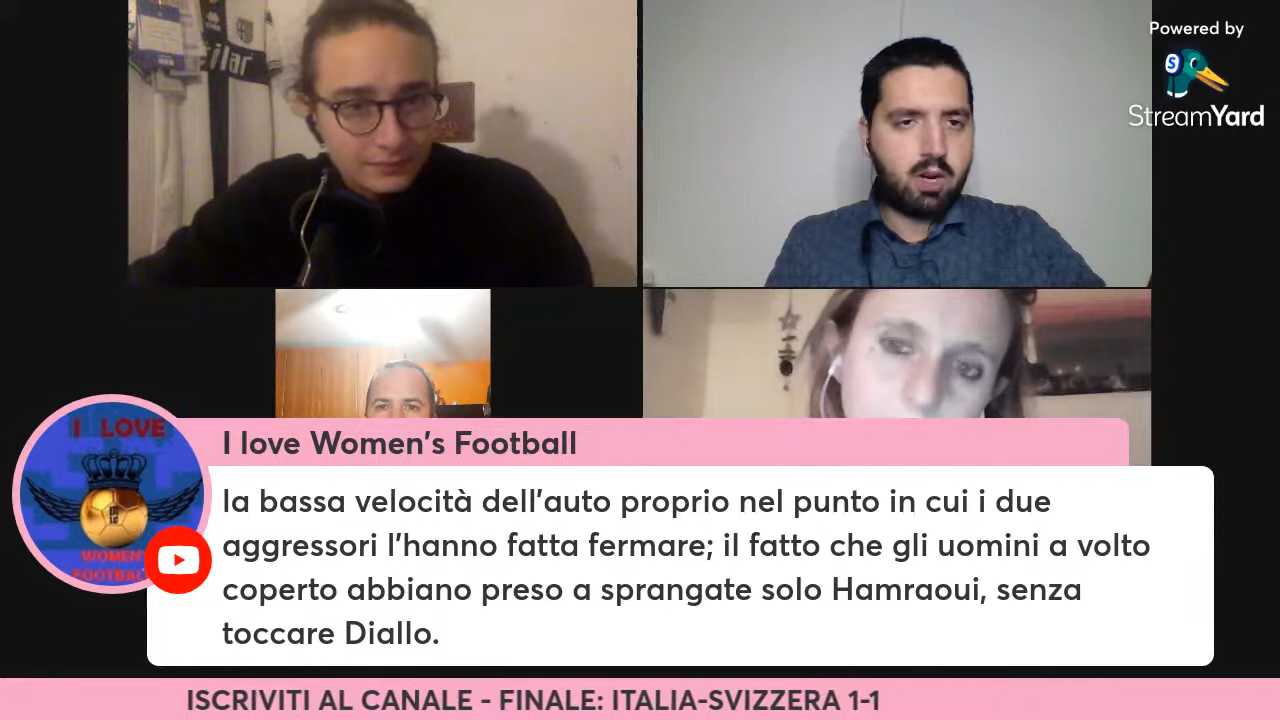 Powered by
StreamYard
ilar
I LOVE
WOMEN'S
FOOTBALL
I love Women's Football
la bassa velocità dell'auto proprio nel punto in cui i due
aggressori l'hanno fatta fermare; il fatto che gli uomini a volto
coperto abbiano preso a sprangate solo Hamraoui, senza
toccare Diallo.
ISCRIVITI AL CANALE - FINALE: ITALIA-SVIZZERA 1-1